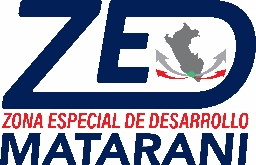 ZED
ZONA ESPECIAL DE DESARROLLO
MATARANI